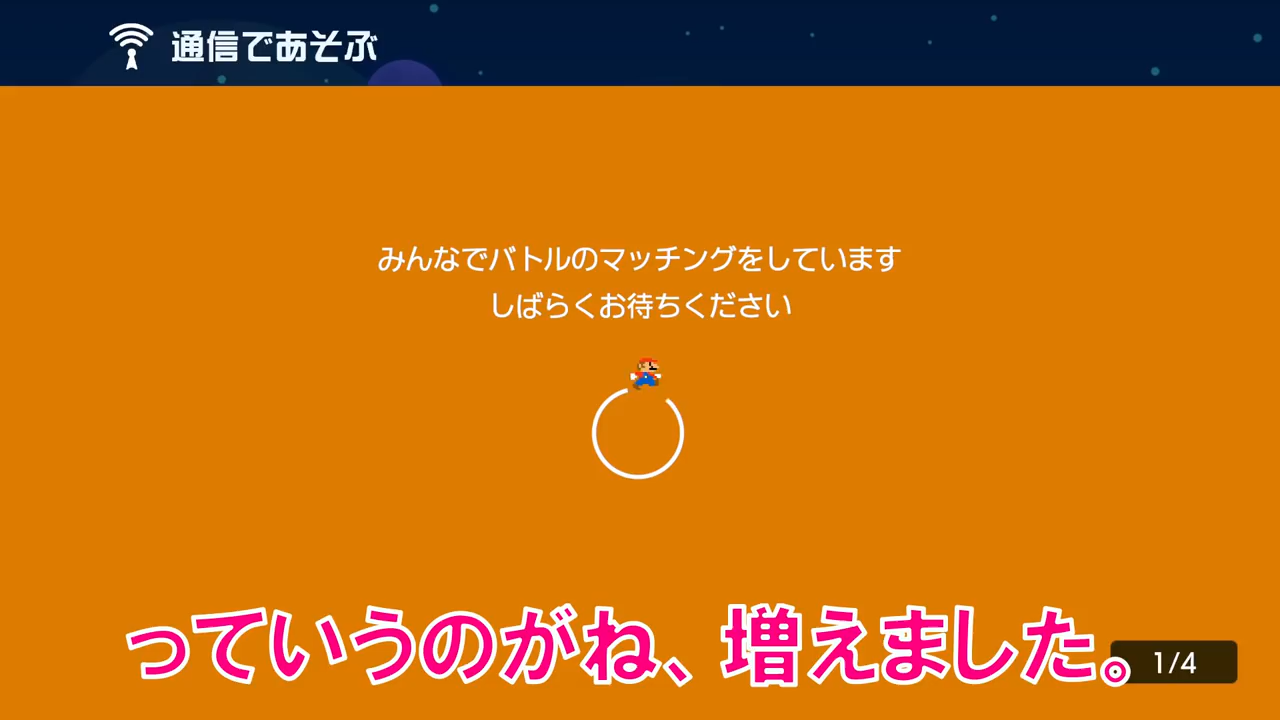 通信であそぶ
みんなでバトルのマッチングをしています
しばらくお待ちください
っていうのがね、増えました。
1/4